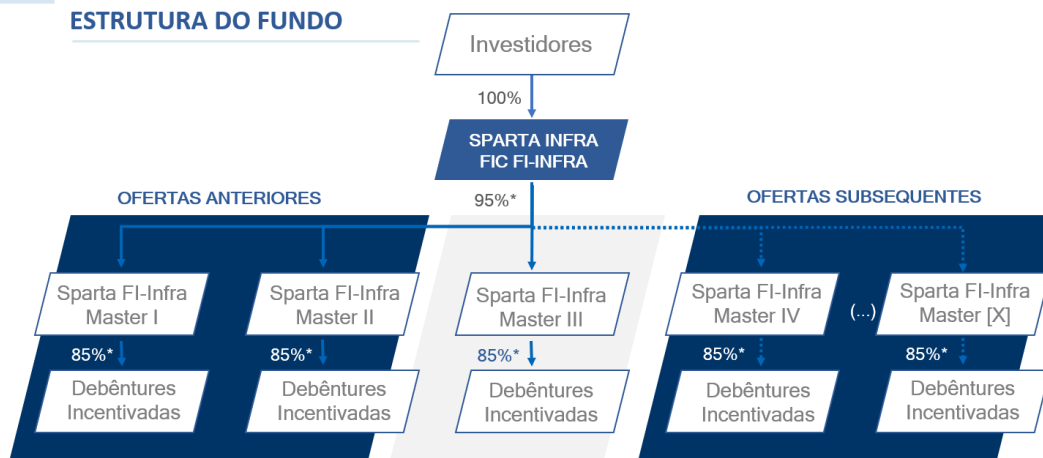 ESTRUTURA DO FUNDO
Investidores
100%
SPARTA INFRA
FIC FI-INFRA
95%*
OFERTAS ANTERIORES
OFERTAS SUBSEQUENTES
Sparta FI-Infra
Master I
Sparta FI-Infra
Master II
Sparta FI-Infra
Master III
Sparta FI-Infra
Master IV
(...)
Sparta FI-Infra
Master [X]
85%*
85%*
85%*
85%*
85%*
Debêntures
Incentivadas
Debêntures
Incentivadas
Debêntures
Incentivadas
Debêntures
Incentivadas
Debêntures
Incentivadas